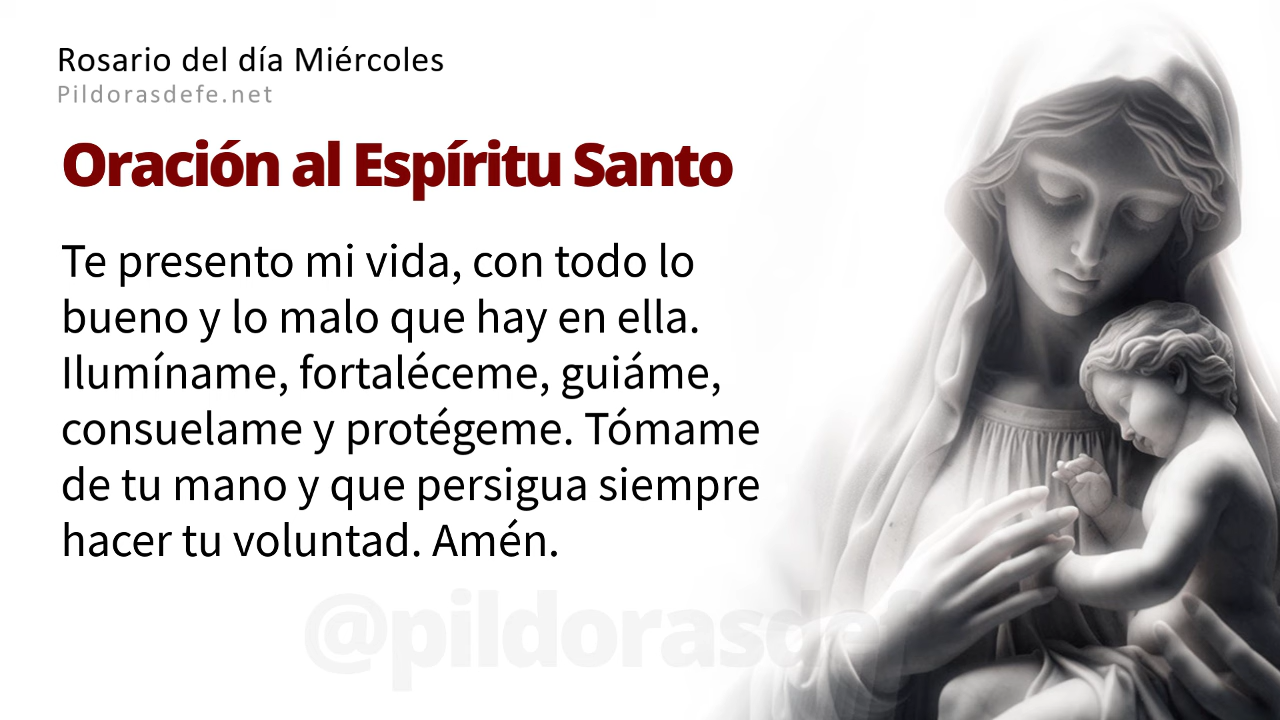 Rosario del día Miércoles
Pildorasdefe.net
Oración al Espíritu Santo
Te presento mi vida, con todo lo
bueno y lo malo que hay en ella.
Ilumíname, fortaléceme, guiáme,
consuelame y protégeme. Tómame
de tu mano y que persigua siempre
hacer tu voluntad. Amén.
@pildorasdef